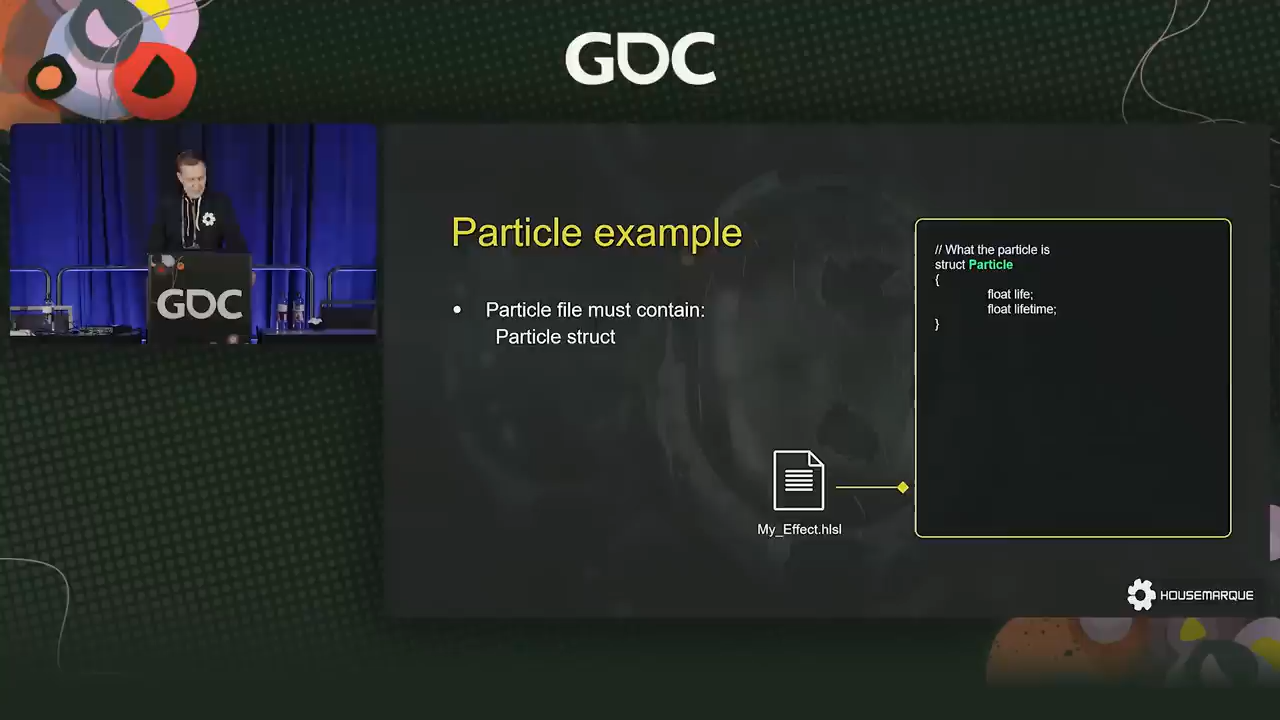 GDC
GDC
Particle example
• Particle file must contain:
Particle struct
// What the particle is
struct Particle
{
float life;
float lifetime;
}
My_Effect.hlsl
HOUSEMARQUE